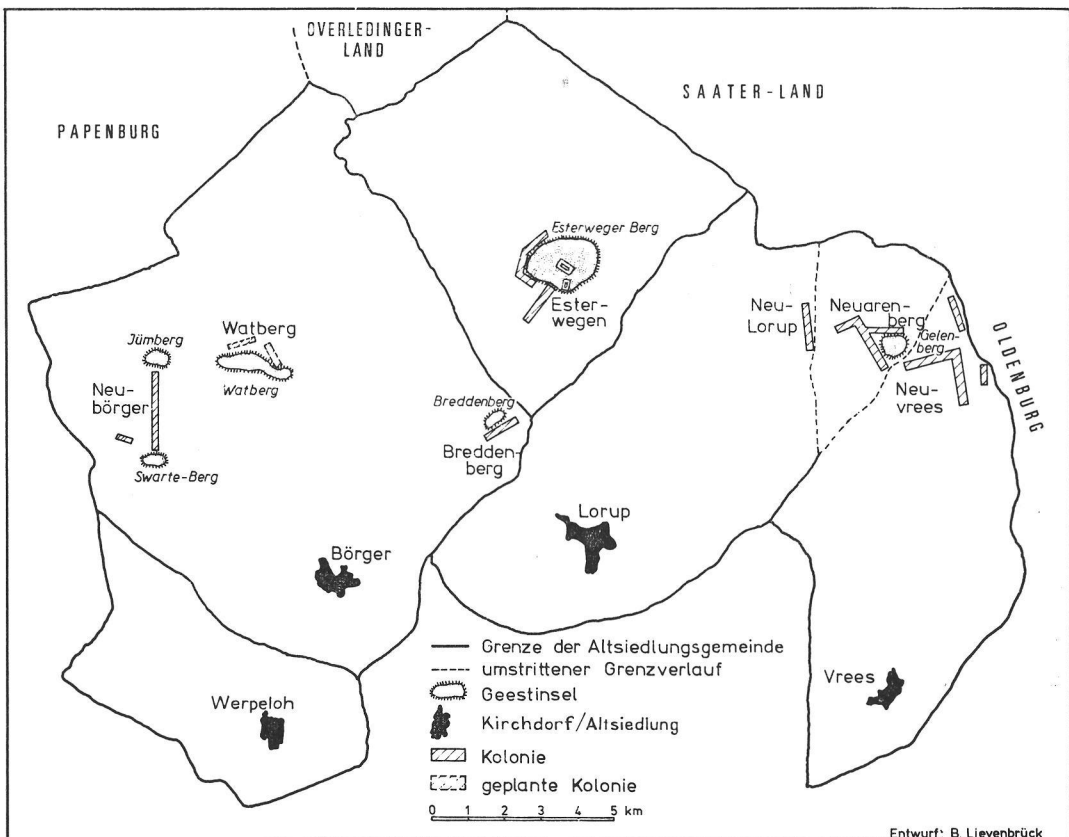 OVERLEDINGER-
LAND
SAATER-LAND
PAPENBURG
Esterweger Berg
Ester-
wegen
Neu-
Lorup
Neuaren-
berg
Gelen-
berg
OLDENBURG
Watberg
Jümberg
Watberg
Neu-
börger
Neu-
vrees
Breddenberg
Bredden-
berg
Swarte-Berg
Lorup
Börger
Grenze der Altsiedlungsgemeinde
umstrittener Grenzverlauf
Geestinsel
Vrees
Werpeloh
Kirchdorf/Altsiedlung
Kolonie
geplante Kolonie
0 1 2 3 4 5 km
Entwurf: B. Lievenbrück